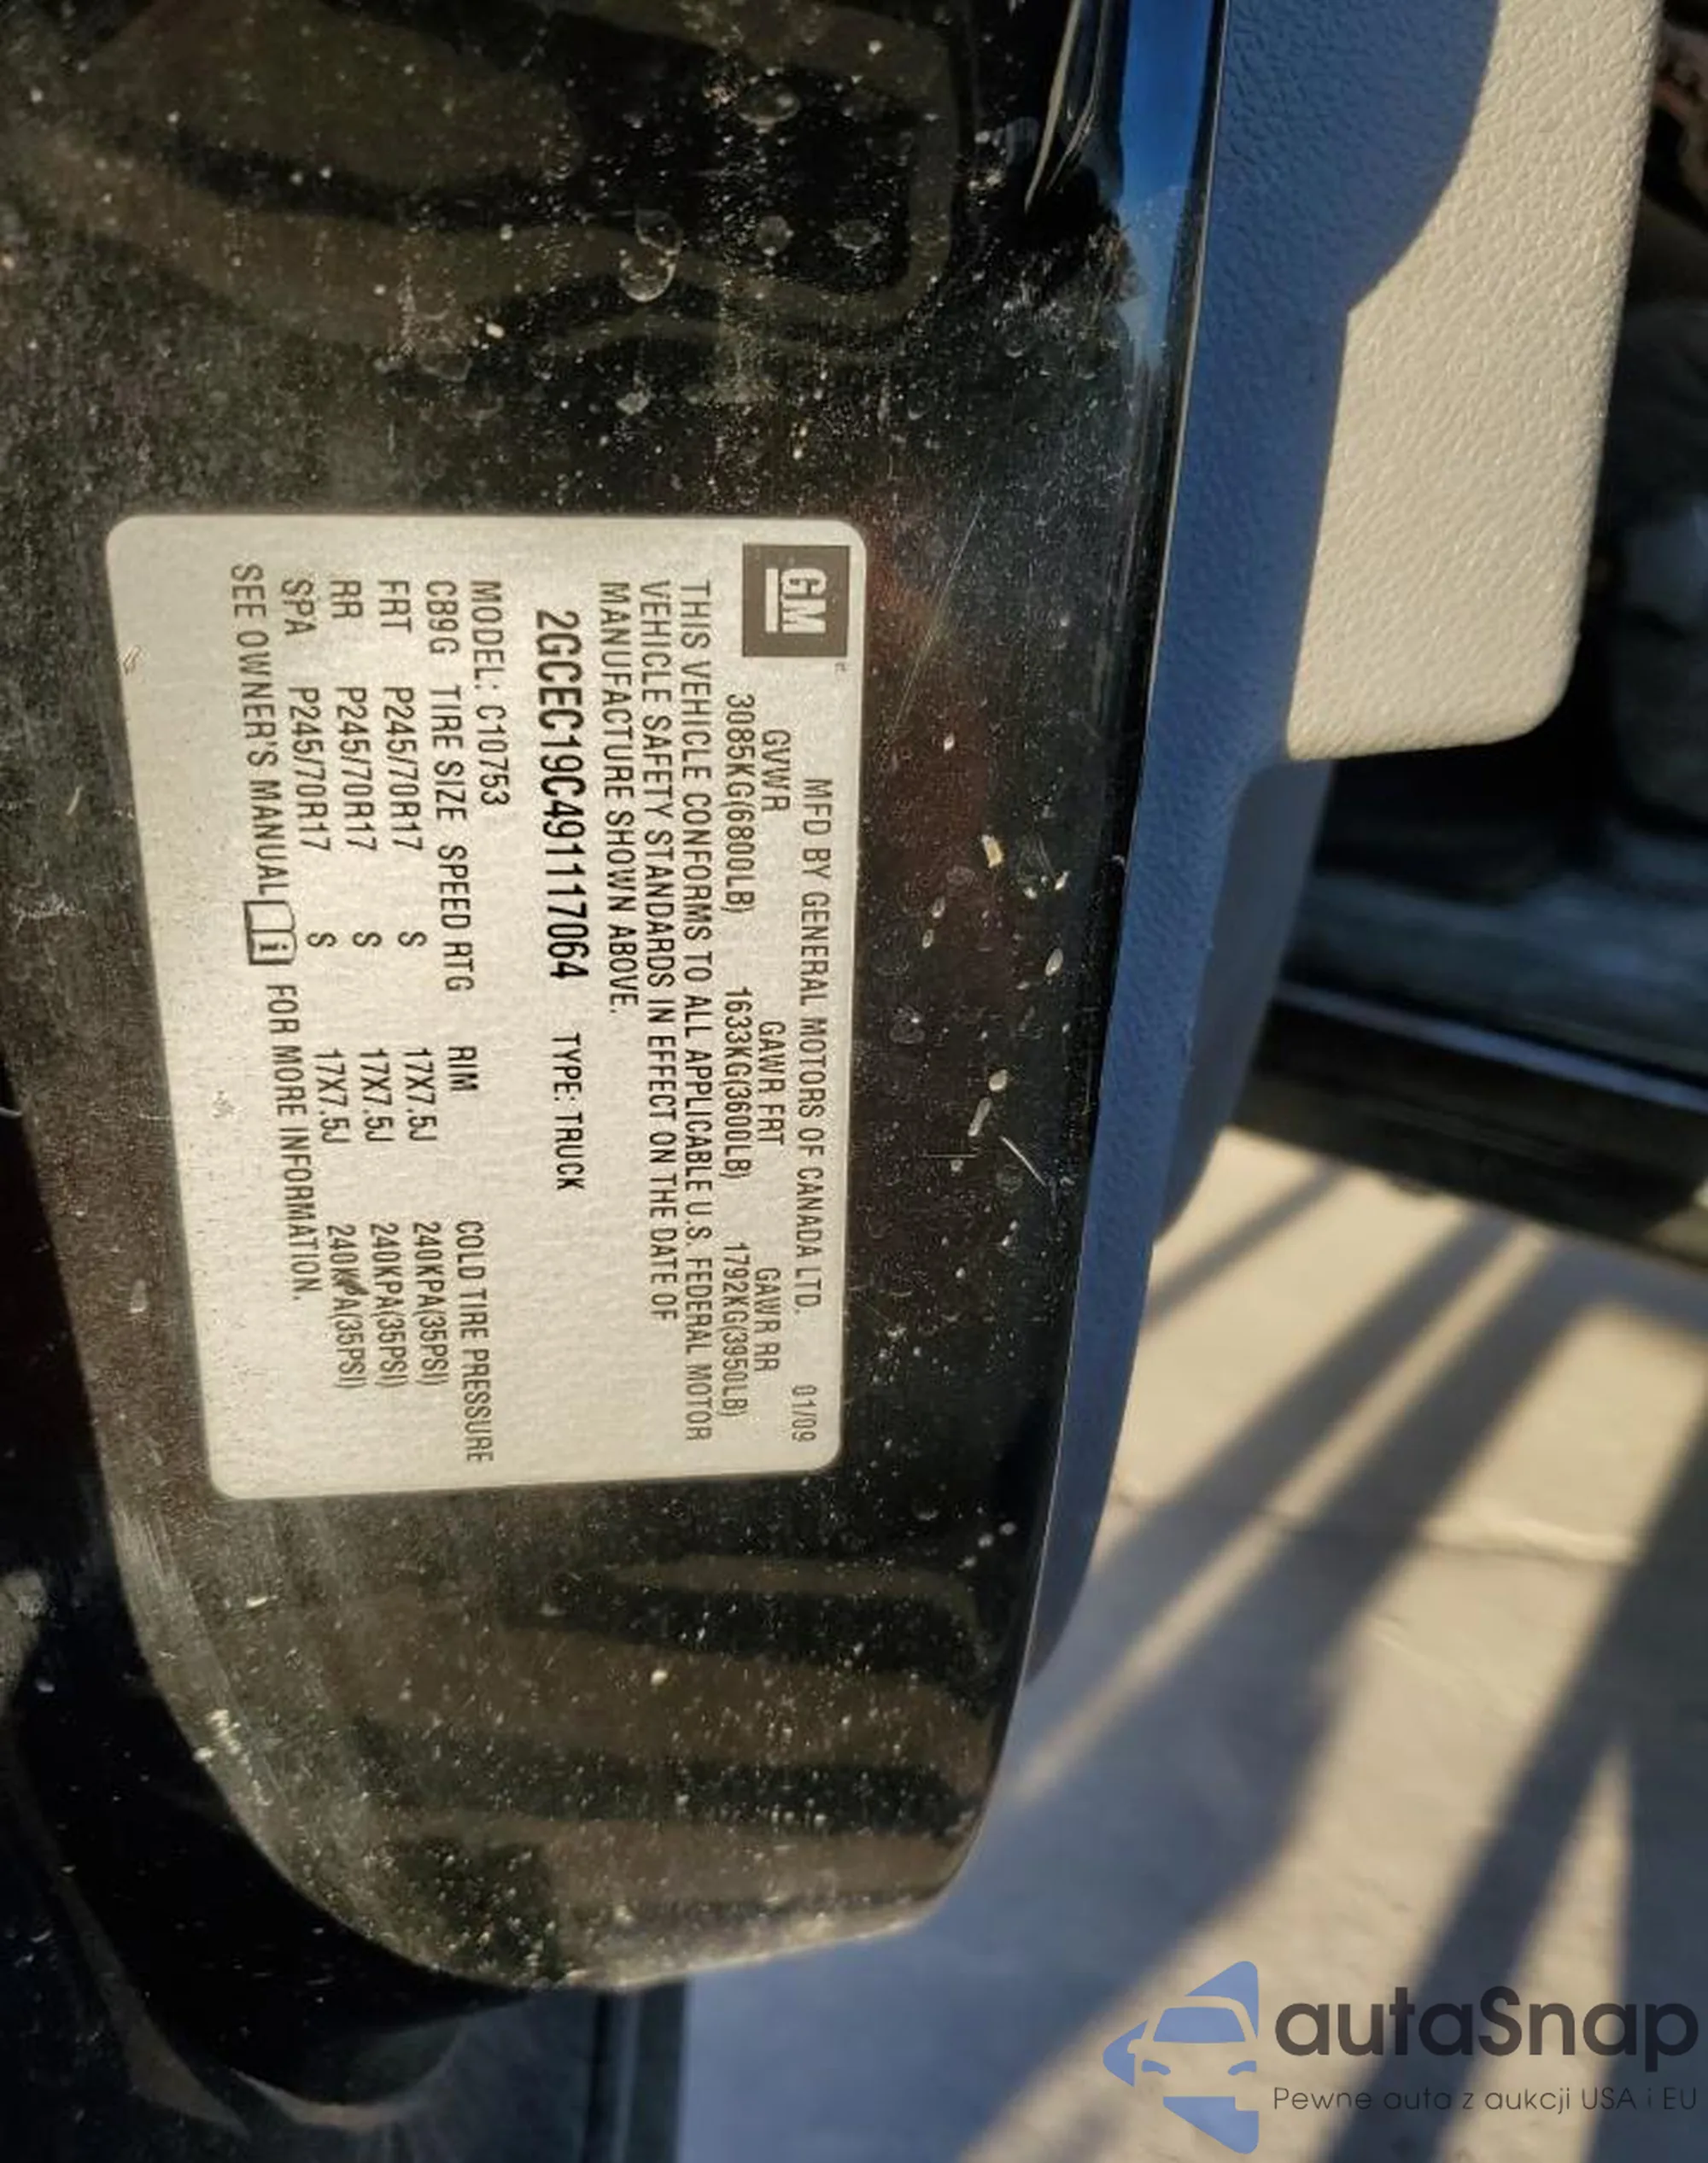 GM
MFD BY GENERAL MOTORS OF CANADA LTD. 01/09
GVWR GAWR FRT GAWR RR
3085KG(6800LB) 1633KG(3600LB) 1792KG(3950LB)
THIS VEHICLE CONFORMS TO ALL APPLICABLE U.S. FEDERAL MOTOR
VEHICLE SAFETY STANDARDS IN EFFECT ON THE DATE OF
MANUFACTURE SHOWN ABOVE.
2GCEC19C491117064 TYPE: TRUCK
MODEL: C10753
CB9G TIRE SIZE SPEED RTG RIM COLD TIRE PRESSURE
FRT P245/70R17 S 17X7.5J 240KPA(35PSI)
RR P245/70R17 S 17X7.5J 240KPA(35PSI)
SPA P245/70R17 S 17X7.5J 240KPA(35PSI)
SEE OWNER'S MANUAL i FOR MORE INFORMATION.
autaSnap
Pewne auta z aukcji USA i EU